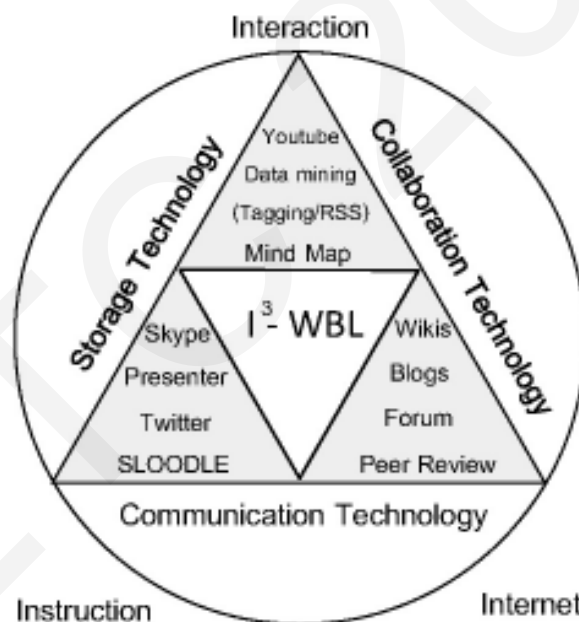 Interaction
Storage Technology
Collaboration Technology
Youtube
Data mining
(Tagging/RSS)
Mind Map
I³- WBL
Skype
Presenter
Twitter
SLOODLE
Wikis
Blogs
Forum
Peer Review
Communication Technology
Instruction
Internet